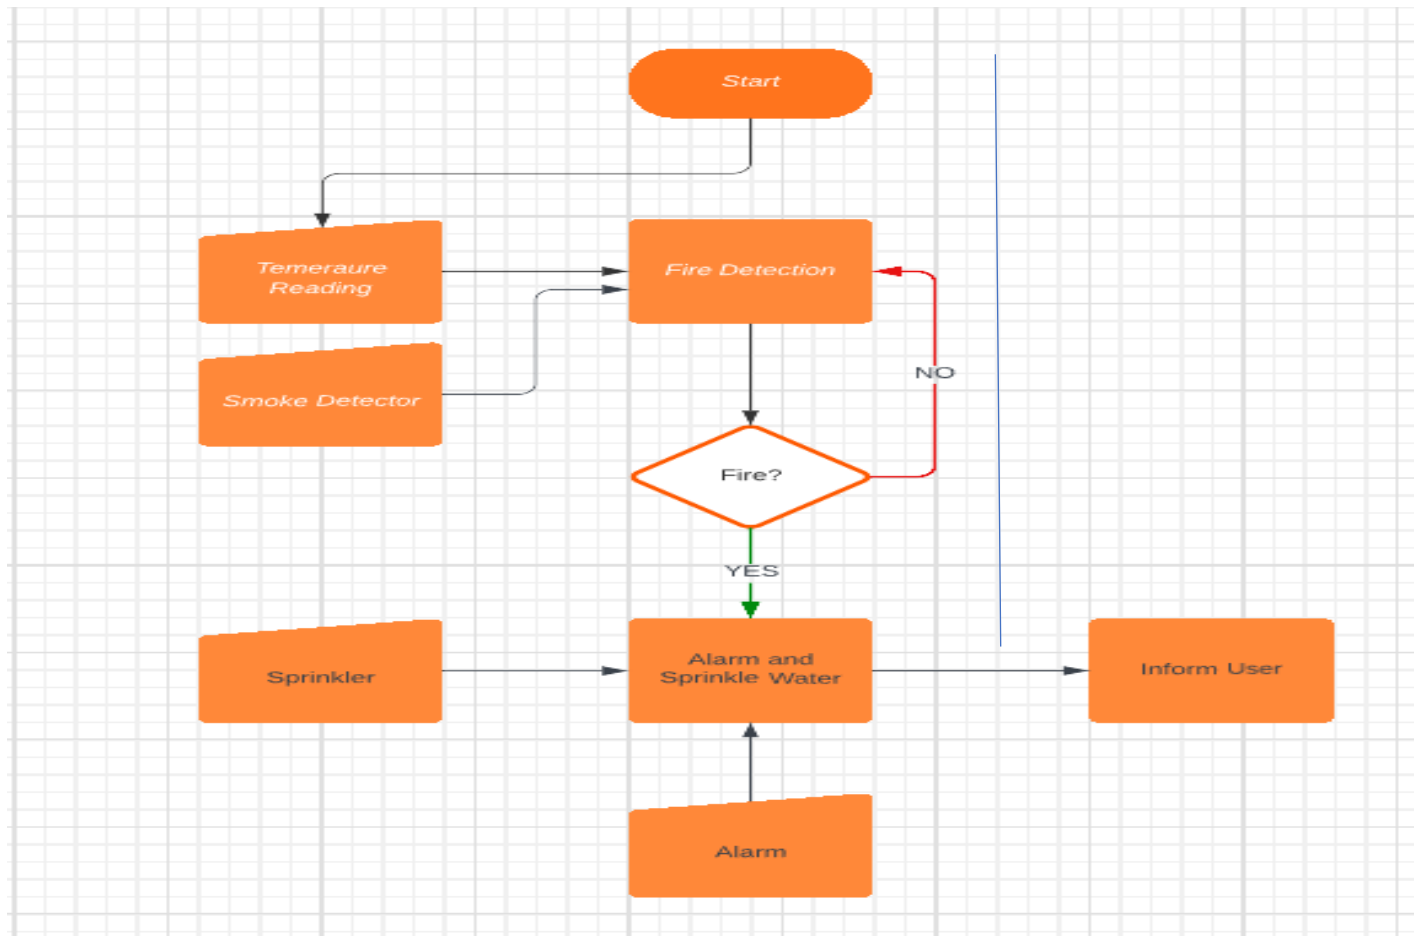 Start
Temeraure
Reading
Fire Detection
Smoke Detector
NO
Fire?
YES
Sprinkler
Alarm and
Sprinkle Water
Inform User
Alarm